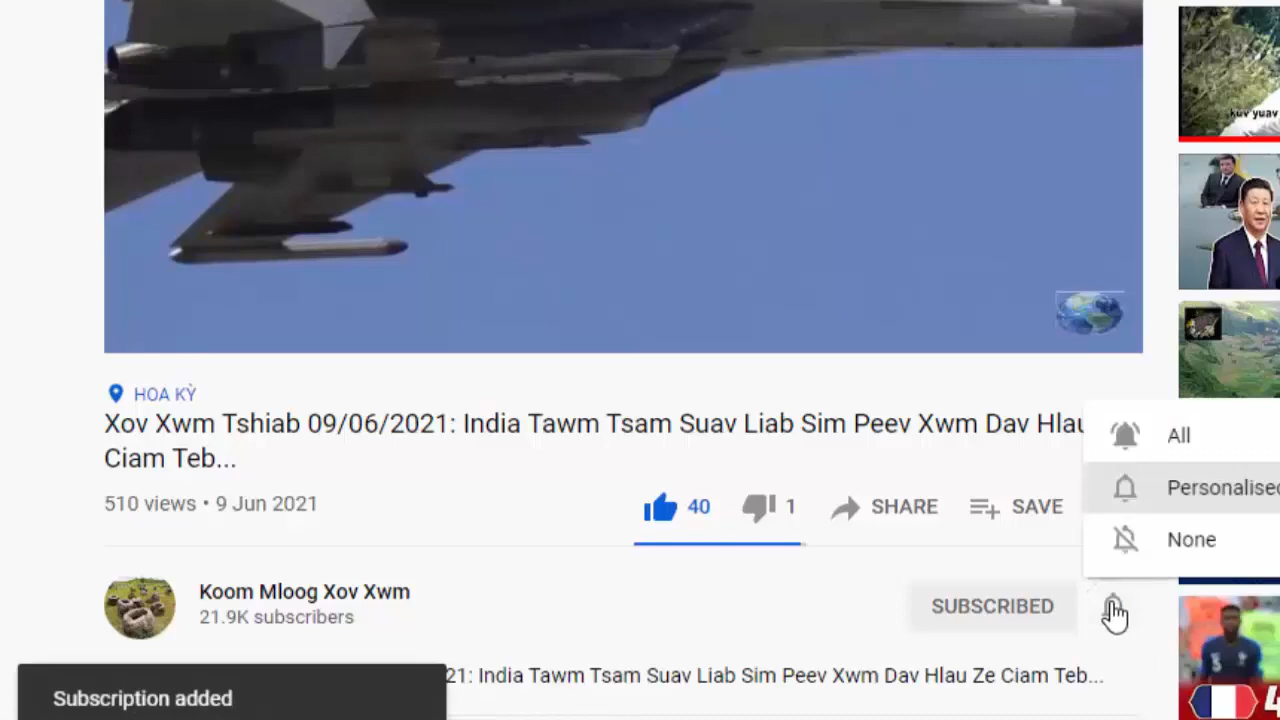 kuv yuav
HOA KỲ
Xov Xwm Tshiab 09/06/2021: India Tawm Tsam Suav Liab Sim Peev Xwm Dav Hlau
Ciam Teb...
510 views • 9 Jun 2021
40
1
SHARE
SAVE
All
Personalised
None
Koom Mloog Xov Xwm
21.9K subscribers
SUBSCRIBED
21: India Tawm Tsam Suav Liab Sim Peev Xwm Dav Hlau Ze Ciam Teb...
Subscription added